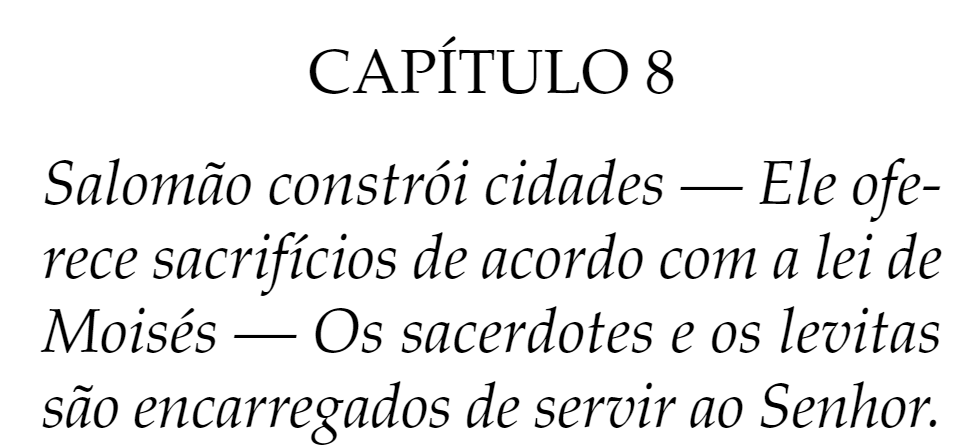 CAPÍTULO 8
Salomão constrói cidades — Ele ofe-
rece sacrifícios de acordo com a lei de
Moisés — Os sacerdotes e os levitas
são encarregados de servir ao Senhor.